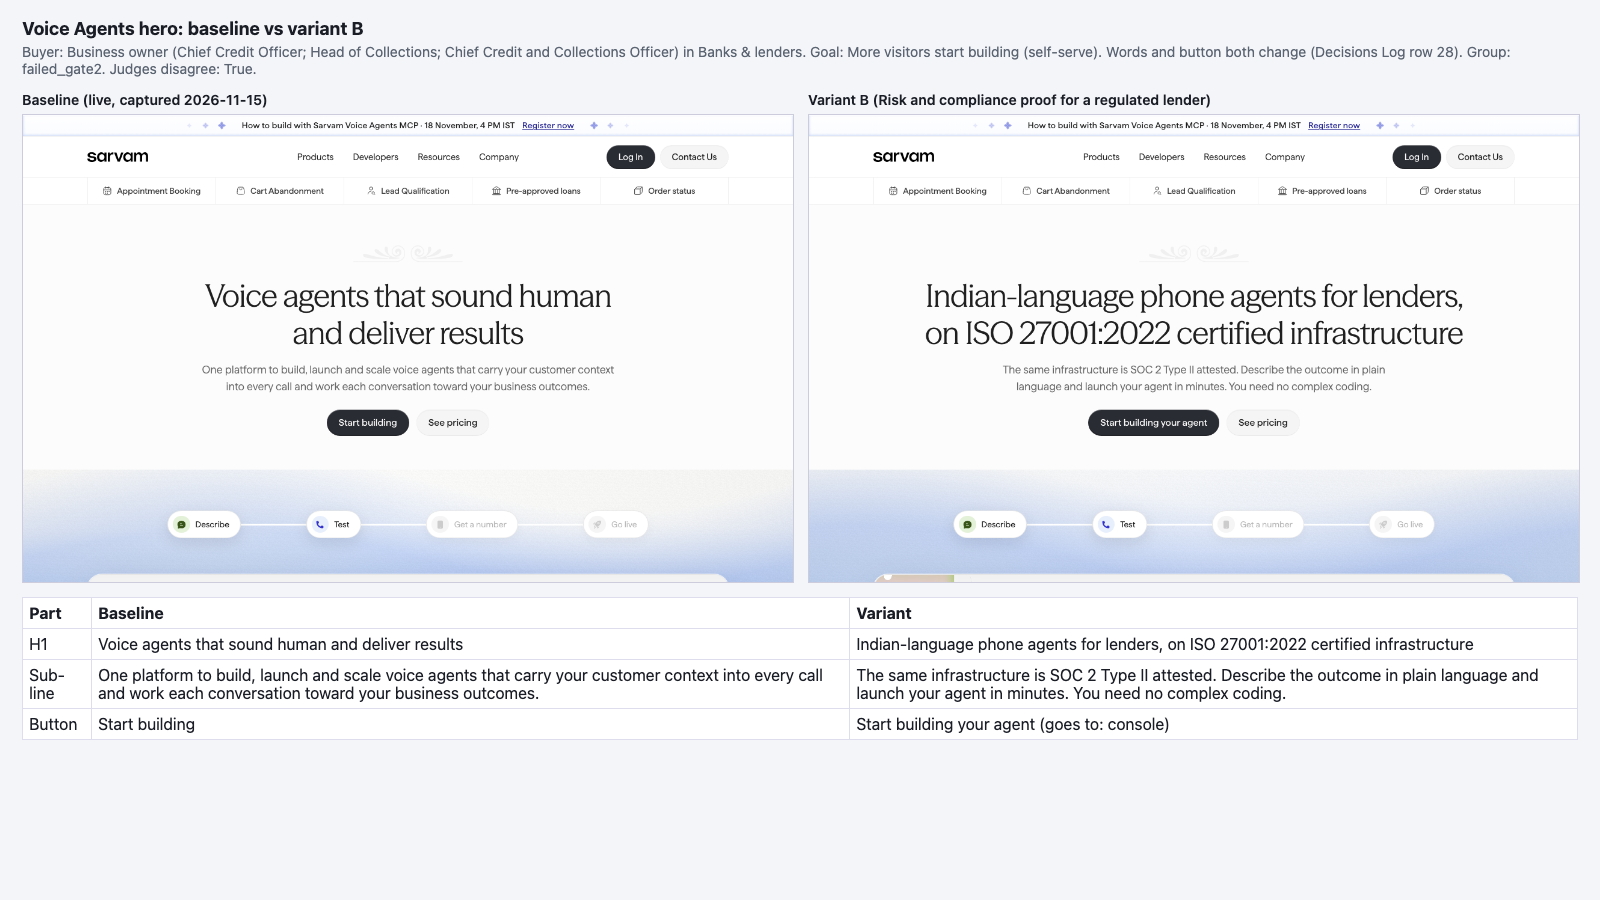 Voice Agents hero: baseline vs variant B
Buyer: Business owner (Chief Credit Officer; Head of Collections; Chief Credit and Collections Officer) in Banks & lenders. Goal: More visitors start building (self-serve). Words and button both change (Decisions Log row 28). Group:
failed_gate2. Judges disagree: True.
Baseline (live, captured 2026-11-15)
How to build with Sarvam Voice Agents MCP · 18 November, 4 PM IST Register now
sarvam Products Developers Resources Company Log In Contact Us
Appointment Booking Cart Abandonment Lead Qualification Pre-approved loans Order status
Voice agents that sound human
and deliver results
One platform to build, launch and scale voice agents that carry your customer context
into every call and work each conversation toward your business outcomes.
Start building See pricing
Describe Test Get a number Go live
Variant B (Risk and compliance proof for a regulated lender)
How to build with Sarvam Voice Agents MCP · 18 November, 4 PM IST Register now
sarvam Products Developers Resources Company Log In Contact Us
Appointment Booking Cart Abandonment Lead Qualification Pre-approved loans Order status
Indian-language phone agents for lenders,
on ISO 27001:2022 certified infrastructure
The same infrastructure is SOC 2 Type II attested. Describe the outcome in plain
language and launch your agent in minutes. You need no complex coding.
Start building your agent See pricing
Describe Test Get a number Go live
Part Baseline Variant
H1 Voice agents that sound human and deliver results Indian-language phone agents for lenders, on ISO 27001:2022 certified infrastructure
Sub-line One platform to build, launch and scale voice agents that carry your customer context into every call and work each conversation toward your business outcomes. The same infrastructure is SOC 2 Type II attested. Describe the outcome in plain language and launch your agent in minutes. You need no complex coding.
Button Start building Start building your agent (goes to: console)